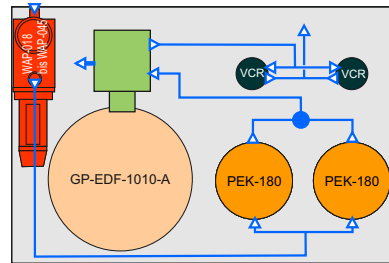 WAP-018
bis WAP-045
VCR
VCR
GP-EDF-1010-A
PEK-180
PEK-180